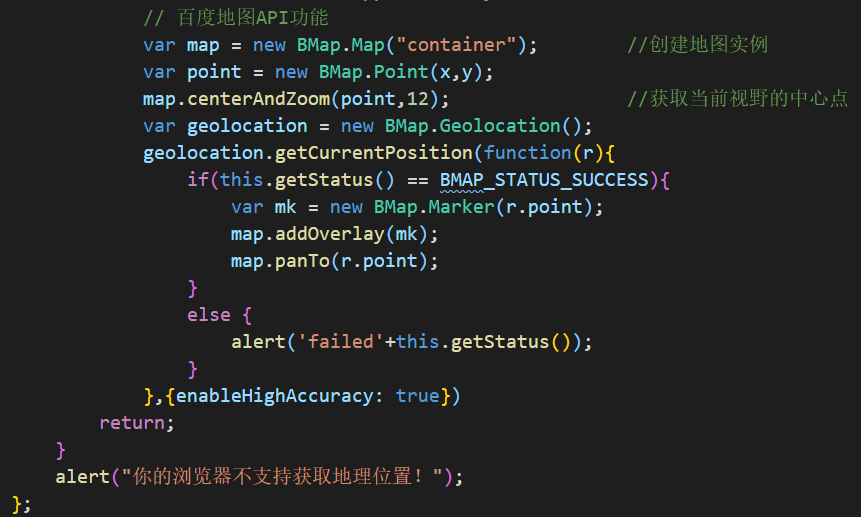 // 百度地图API功能
var map = new BMap.Map("container"); //创建地图实例
var point = new BMap.Point(x,y);
map.centerAndZoom(point,12); //获取当前视野的中心点
var geolocation = new BMap.Geolocation();
geolocation.getCurrentPosition(function(r){
if(this.getStatus() == BMAP_STATUS_SUCCESS){
var mk = new BMap.Marker(r.point);
map.addOverlay(mk);
map.panTo(r.point);
}
else {
alert('failed'+this.getStatus());
}
},{enableHighAccuracy: true})
return;
}
alert("你的浏览器不支持获取地理位置！");
};